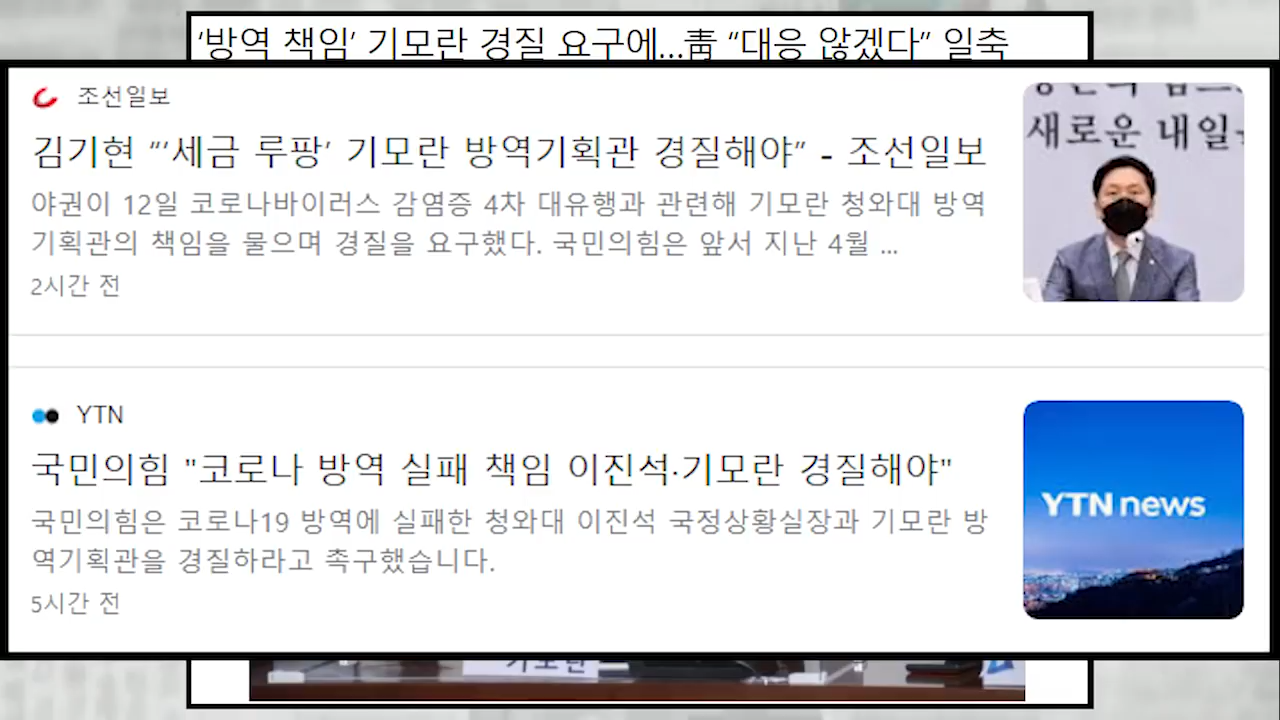 ‘방역 책임’ 기모란 경질 요구에...靑 “대응 않겠다” 일축
조선일보
김기현 “‘세금 루팡’ 기모란 방역기획관 경질해야” - 조선일보
야권이 12일 코로나바이러스 감염증 4차 대유행과 관련해 기모란 청와대 방역
기획관의 책임을 물으며 경질을 요구했다. 국민의힘은 앞서 지난 4월 ...
2시간 전
새로운 내일
YTN
국민의힘 "코로나 방역 실패 책임 이진석·기모란 경질해야"
국민의힘은 코로나19 방역에 실패한 청와대 이진석 국정상황실장과 기모란 방
역기획관을 경질하라고 촉구했습니다.
5시간 전
YTN news
기모란